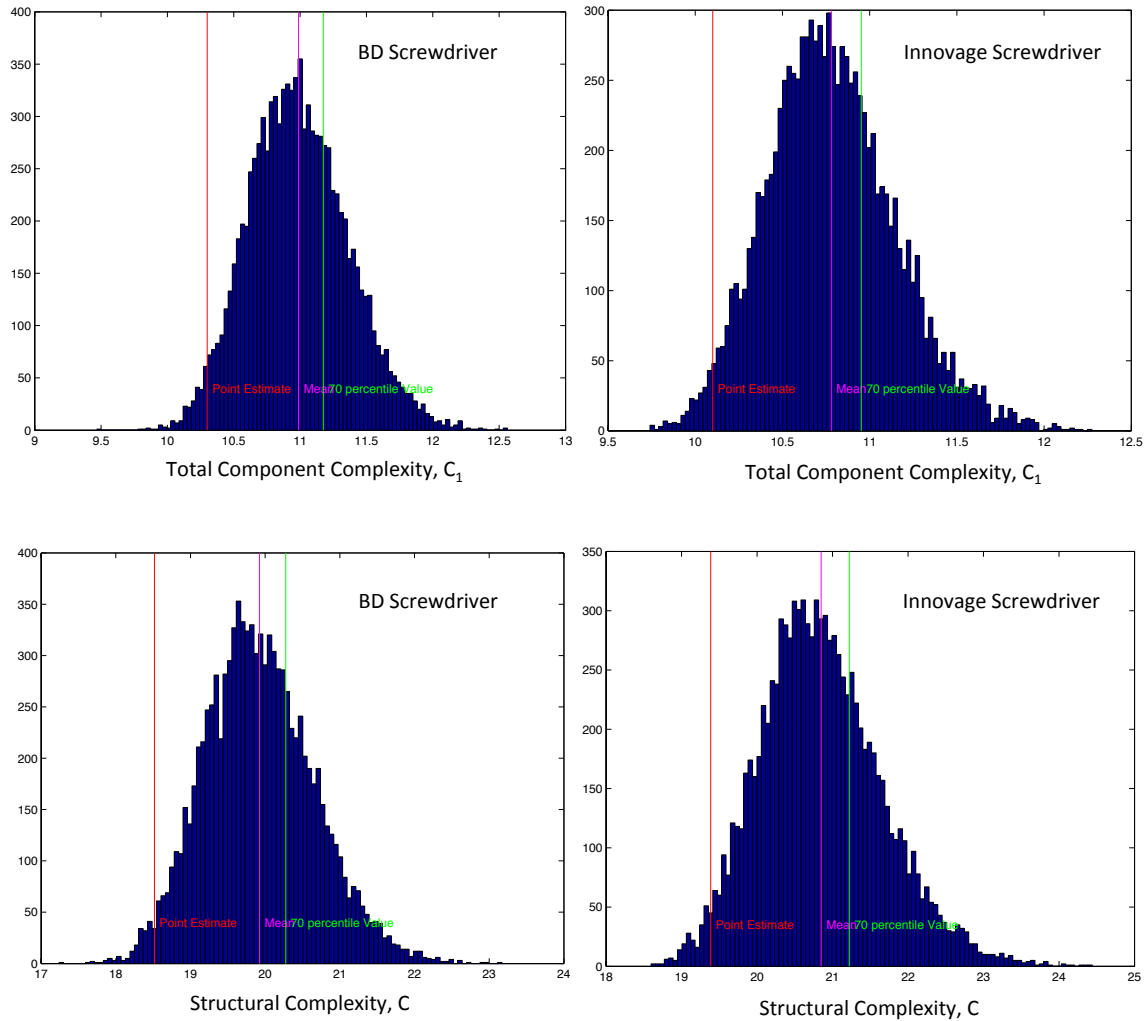 400
350
300
250
200
150
100
50
0
BD Screwdriver
Point Estimate
Mean
70 percentile Value
9 9.5 10 10.5 11 11.5 12 12.5 13
Total Component Complexity, C₁
300
250
200
150
100
50
0
Innovage Screwdriver
Point Estimate
Mean
70 percentile Value
9.5 10 10.5 11 11.5 12 12.5
Total Component Complexity, C₁
400
350
300
250
200
150
100
50
0
BD Screwdriver
Point Estimate
Mean
70 percentile Value
17 18 19 20 21 22 23 24
Structural Complexity, C
350
300
250
200
150
100
50
0
Innovage Screwdriver
Point Estimate
Mean
70 percentile Value
18 19 20 21 22 23 24 25
Structural Complexity, C